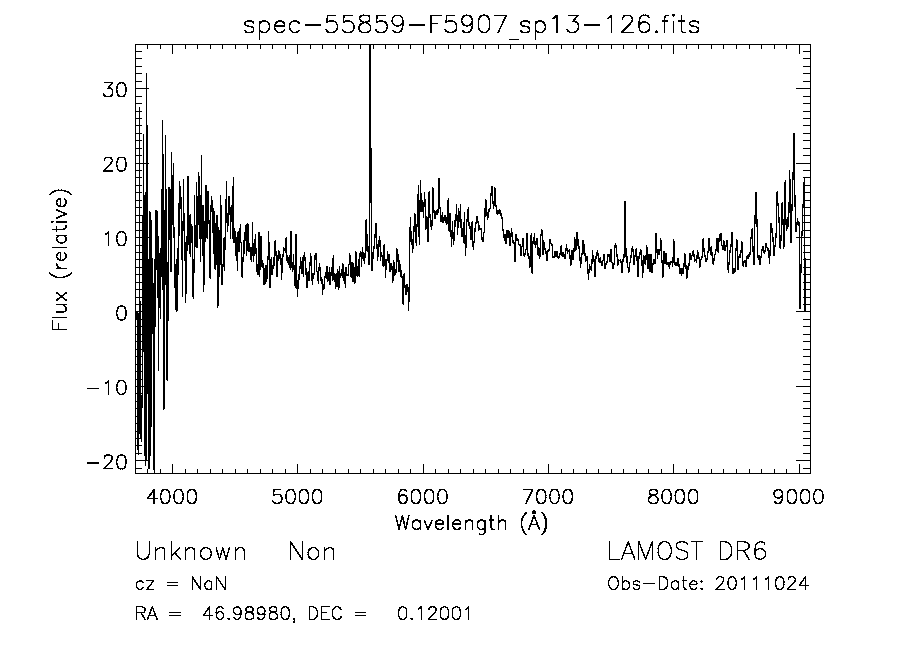 spec-55859-F5907_sp13-126.fits
Flux (relative)
30
20
10
0
-10
-20
4000 5000 6000 7000 8000 9000
Wavelength (Å)
Unknown Non LAMOST DR6
cz = NaN Obs-Date: 20111024
RA = 46.98980, DEC = 0.12001